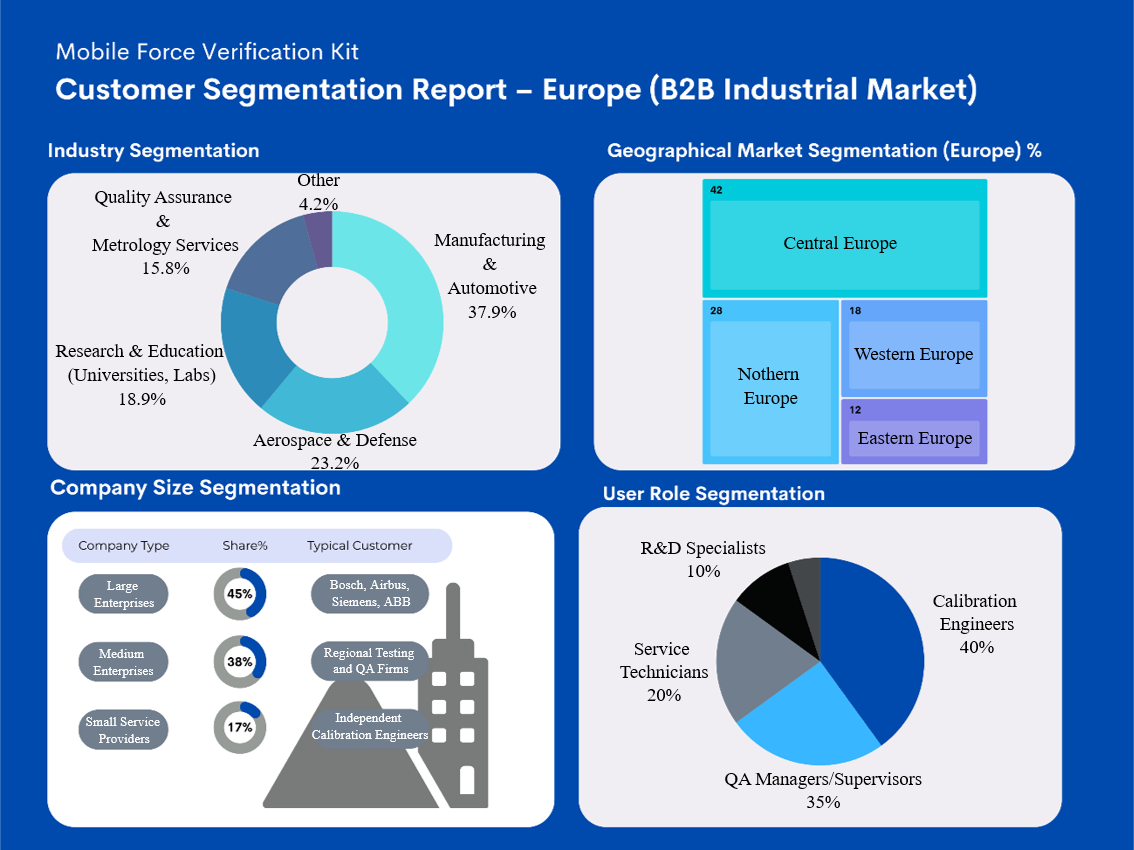 Mobile Force Verification Kit
Customer Segmentation Report – Europe (B2B Industrial Market)
Industry Segmentation
Other
4.2%
Quality Assurance
&
Metrology Services
15.8%
Manufacturing
&
Automotive
37.9%
Research & Education
(Universities, Labs)
18.9%
Aerospace & Defense
23.2%
Geographical Market Segmentation (Europe) %
42
Central Europe
28
Nothern
Europe
18
Western Europe
12
Eastern Europe
Company Size Segmentation
Company Type Share% Typical Customer
Large
Enterprises
45%
Bosch, Airbus,
Siemens, ABB
Medium
Enterprises
38%
Regional Testing
and QA Firms
Small Service
Providers
17%
Independent
Calibration Engineers
User Role Segmentation
R&D Specialists
10%
Calibration
Engineers
40%
Service
Technicians
20%
QA Managers/Supervisors
35%